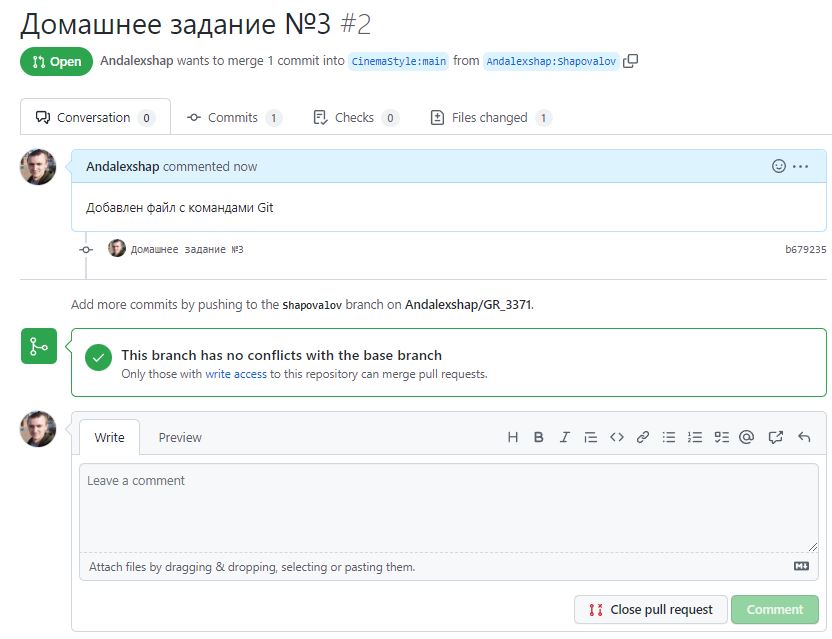 Домашнее задание №3 #2
Open Andalexshap wants to merge 1 commit into CinemaStyle:main from Andalexshap:Shapovalov
Conversation 0 Commits 1 Checks 0 Files changed 1
Andalexshap commented now
Добавлен файл с командами Git
Домашнее задание №3 b679235
Add more commits by pushing to the Shapovalov branch on Andalexshap/GR_3371.
This branch has no conflicts with the base branch
Only those with write access to this repository can merge pull requests.
Write Preview
Leave a comment
Attach files by dragging & dropping, selecting or pasting them.
Close pull request Comment